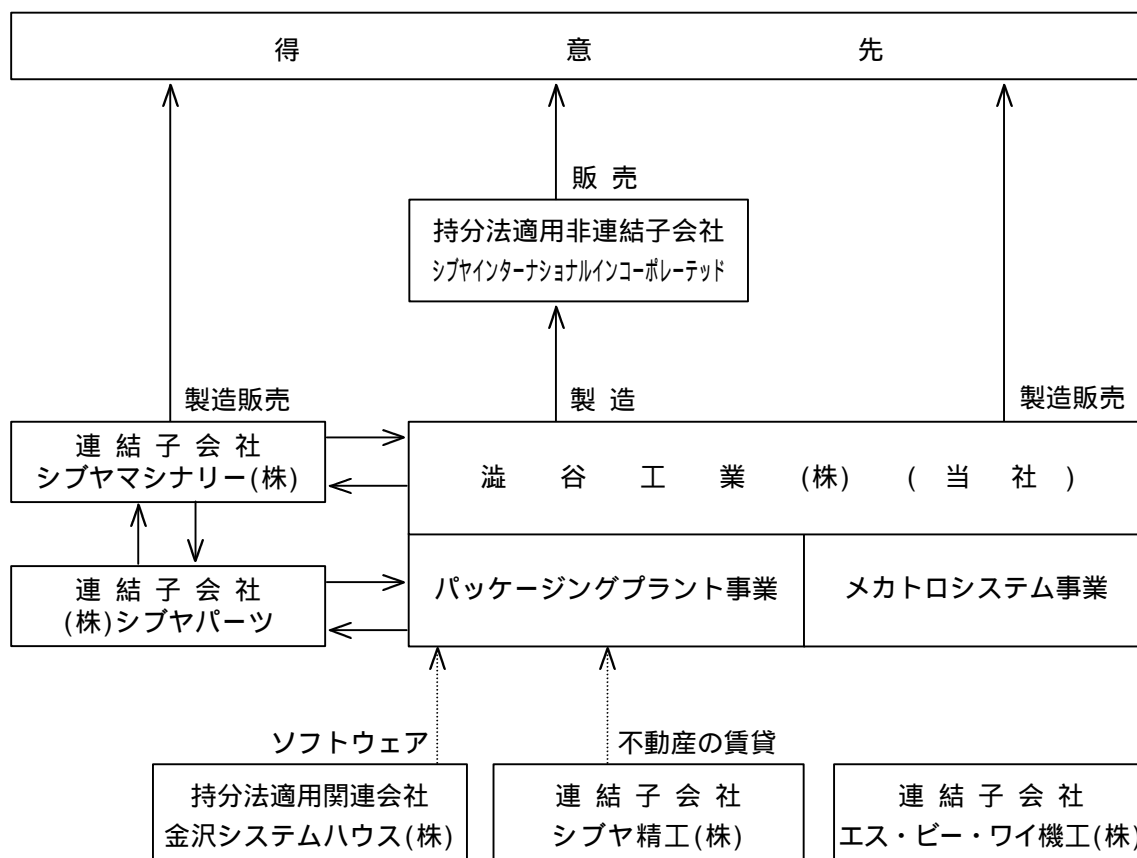 得意先
販売
持分法適用非連結子会社
シブヤインターナショナルインコーポレーテッド
製造販売
製造
製造販売
連結子会社
シブヤマシナリー(株)
澁谷工業(株)(当社)
連結子会社
(株)シブヤパーツ
パッケージングプラント事業
メカトロシステム事業
ソフトウェア
不動産の賃貸
持分法適用関連会社
金沢システムハウス(株)
連結子会社
シブヤ精工(株)
連結子会社
エス・ビー・ワイ機工(株)